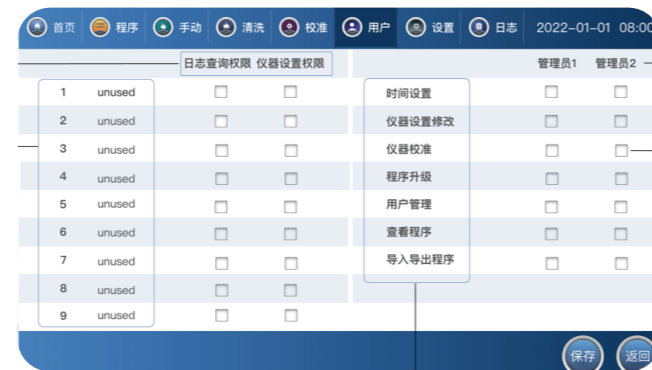 首页 程序 手动 清洗 校准 用户 设置 日志 2022-01-01 08:00
日志查询权限 仪器设置权限 管理员1 管理员2
1 unused 时间设置
2 unused 仪器设置修改
3 unused 仪器校准
4 unused 程序升级
5 unused 用户管理
6 unused 查看程序
7 unused 导入导出程序
8 unused
9 unused
保存 返回